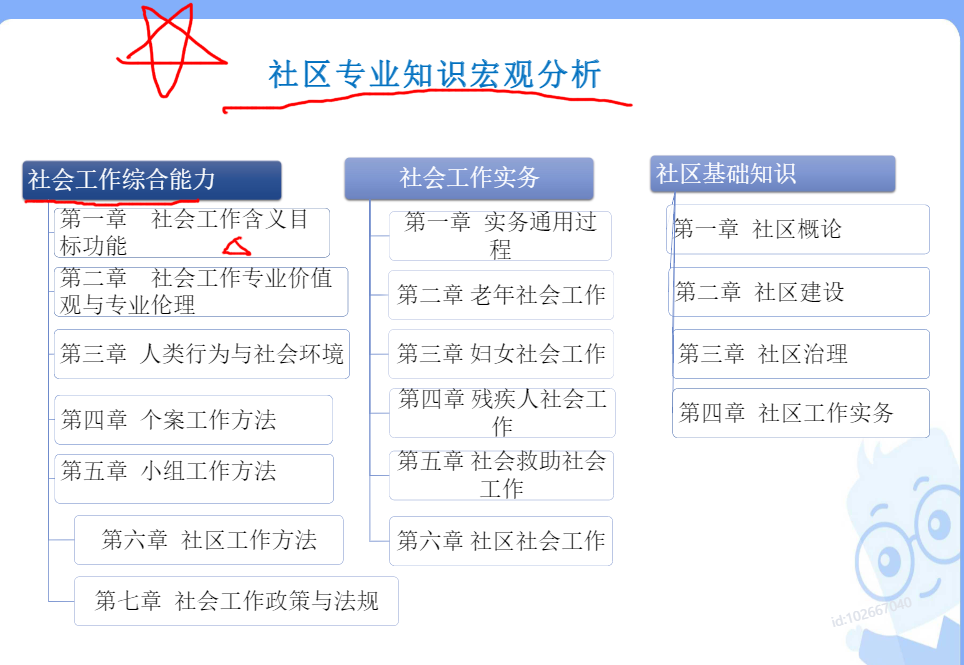 社区专业知识宏观分析
社会工作综合能力
第一章 社会工作含义目
标功能
第二章 社会工作专业价值
观与专业伦理
第三章 人类行为与社会环境
第四章 个案工作方法
第五章 小组工作方法
第六章 社区工作方法
第七章 社会工作政策与法规
社会工作实务
第一章 实务通用过
程
第二章 老年社会工作
第三章 妇女社会工作
第四章 残疾人社会工
作
第五章 社会救助社会
工作
第六章 社区社会工作
社区基础知识
第一章 社区概论
第二章 社区建设
第三章 社区治理
第四章 社区工作实务
id:102667040